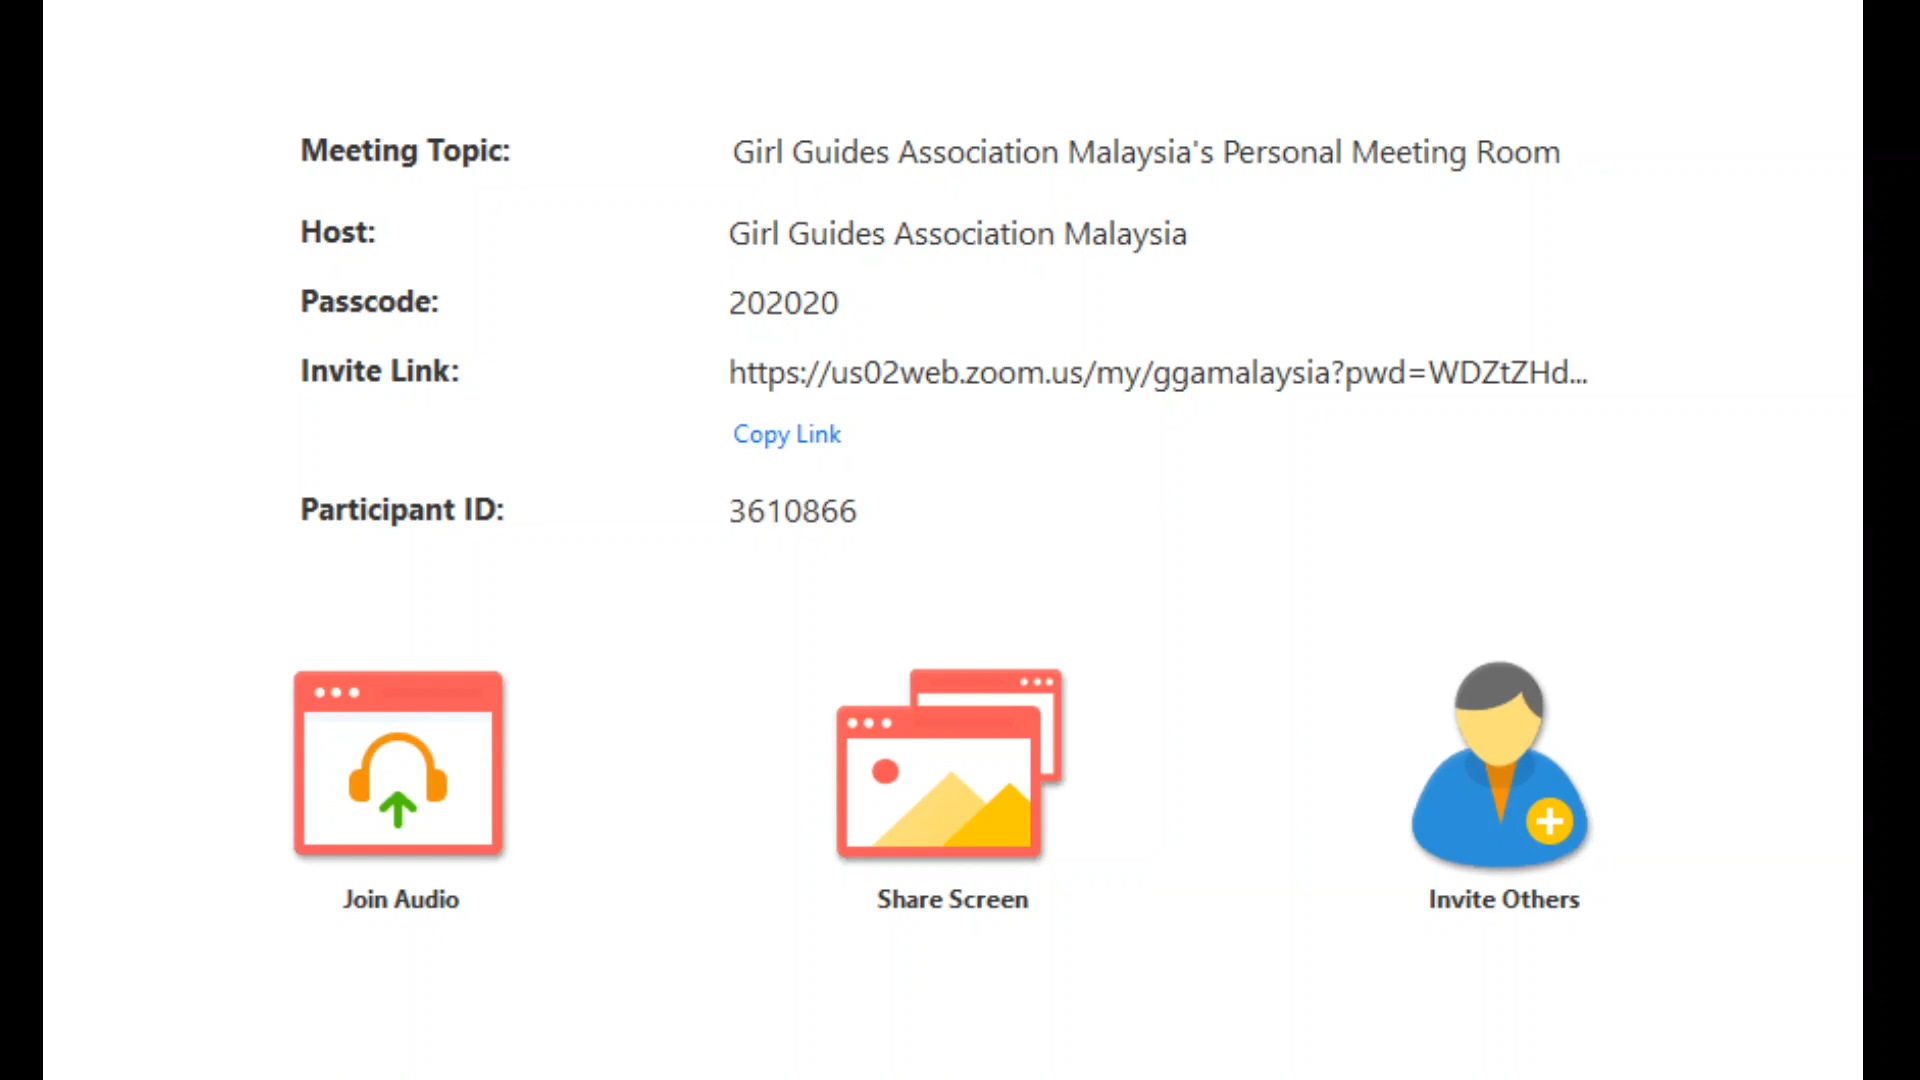 Meeting Topic: Girl Guides Association Malaysia's Personal Meeting Room
Host: Girl Guides Association Malaysia
Passcode: 202020
Invite Link: https://us02web.zoom.us/my/ggamalaysia?pwd=WDZtZHd...
Copy Link
Participant ID: 3610866
Join Audio Share Screen Invite Others